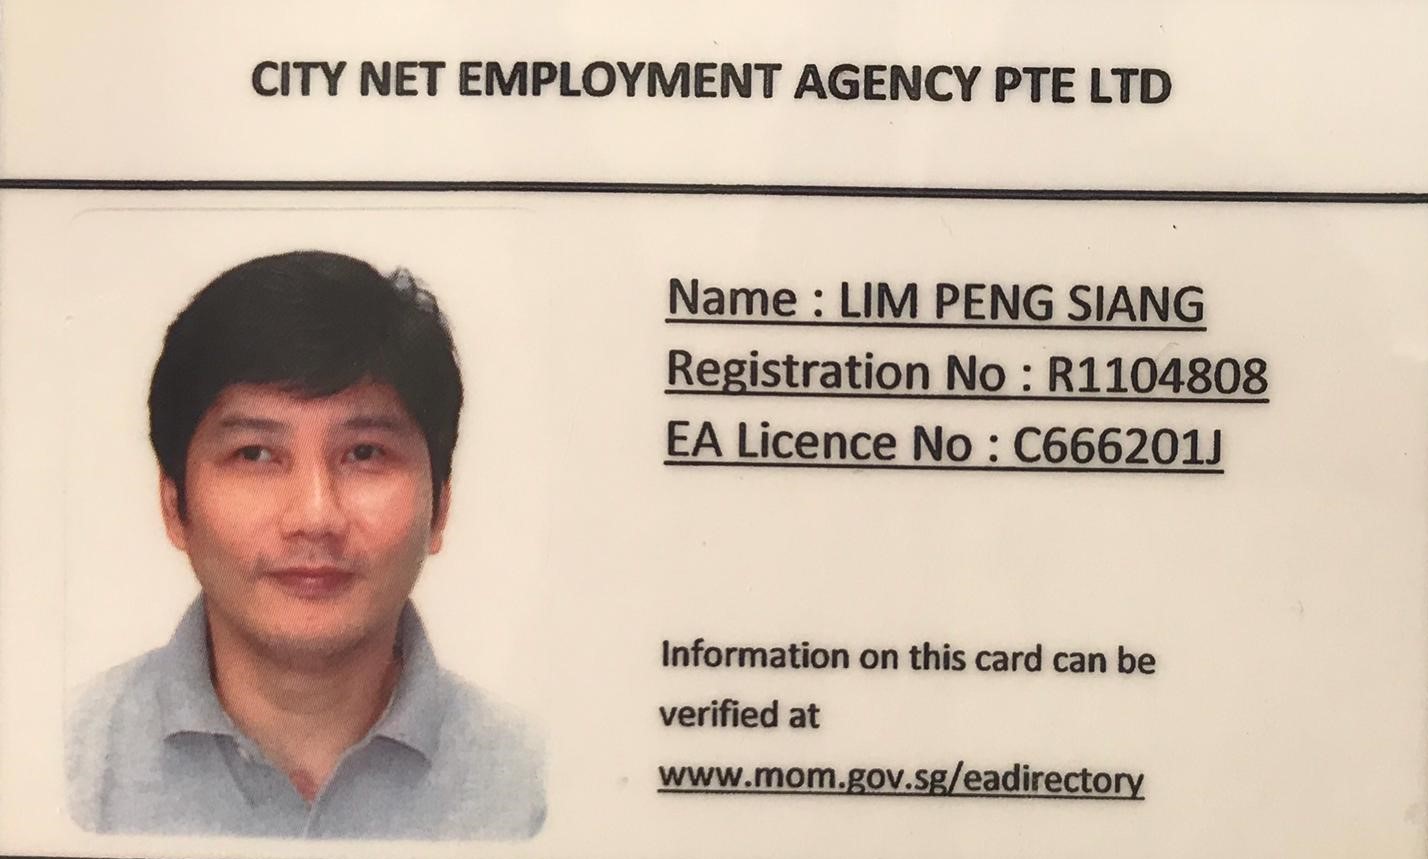 CITY NET EMPLOYMENT AGENCY PTE LTD
Name : LIM PENG SIANG
Registration No : R1104808
EA Licence No : C666201J
Information on this card can be
verified at
www.mom.gov.sg/eadirectory